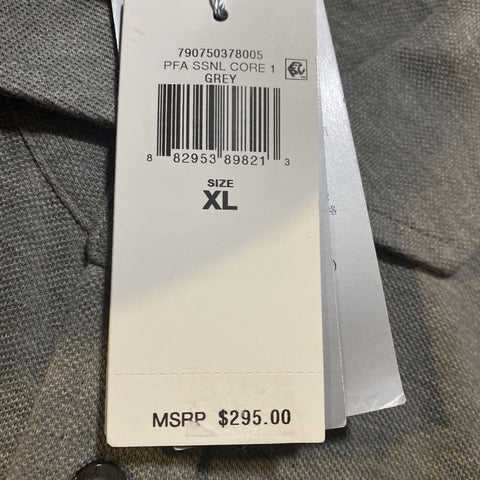 790750378005
PFA SSNL CORE 1
GREY
8 82953 89821 3
SIZE
XL
MSRP $295.00